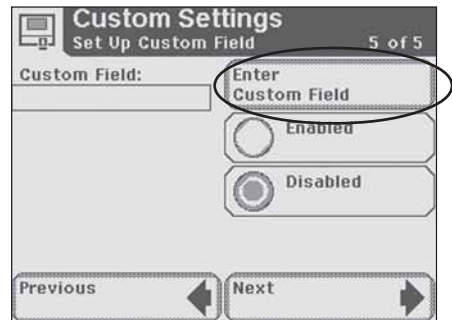 Custom Settings
Set Up Custom Field 5 of 5
Custom Field:
Enter
Custom Field
Enabled
Disabled
Previous
Next